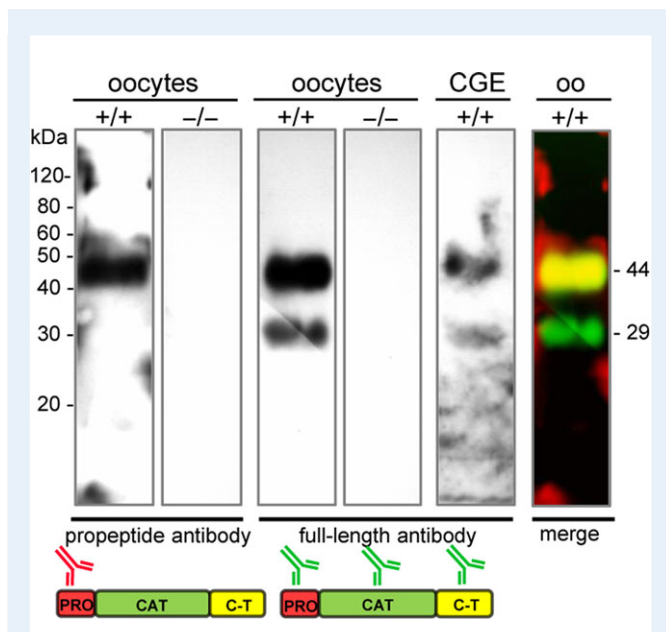 oocytes oocytes CGE oo
+/+ –/– +/+ –/– +/+ +/+
kDa
120-
80 -
60 -
50 -
- 44
40 -
30 -
- 29
20 -
propeptide antibody full-length antibody merge
PRO CAT C-T PRO CAT C-T